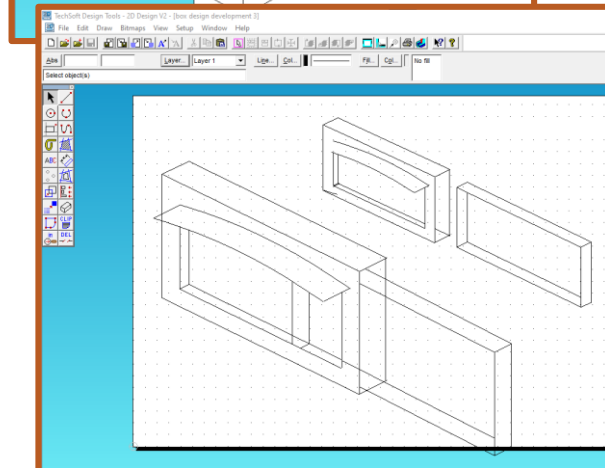 TechSoft Design Tools - 2D Design V2 - [box design development 3]
File Edit Draw Bitmaps View Setup Window Help
Abs Layer... Layer 1 Line... Col... Fill... Col... No fill
Select object(s)
ABC
CLIP
DEL